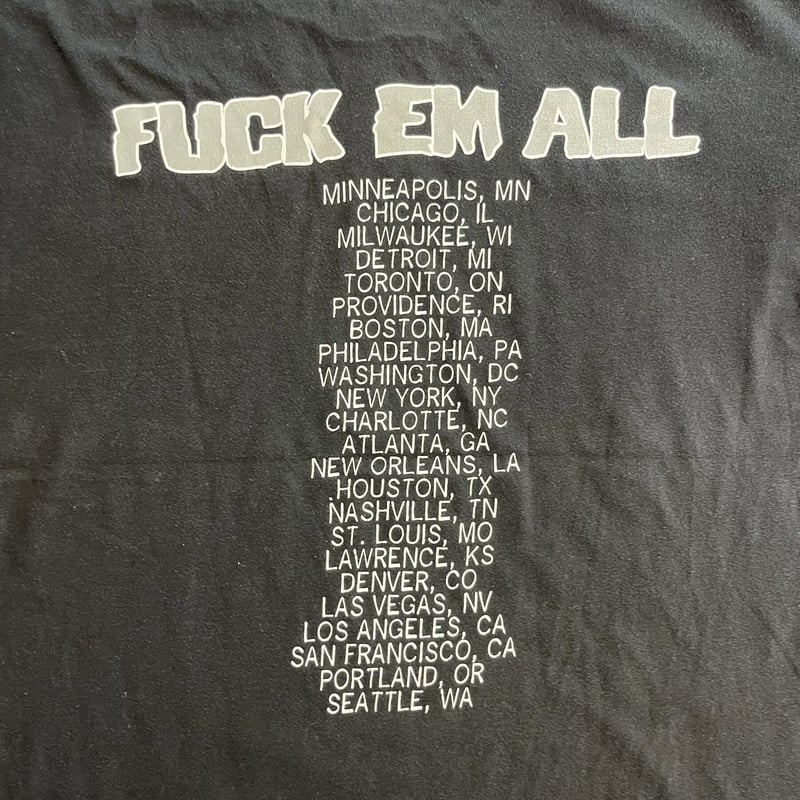 FUCK EM ALL
MINNEAPOLIS, MN
CHICAGO, IL
MILWAUKEE, WI
DETROIT, MI
TORONTO, ON
PROVIDENCE, RI
BOSTON, MA
PHILADELPHIA, PA
WASHINGTON, DC
NEW YORK, NY
CHARLOTTE, NC
ATLANTA, GA
NEW ORLEANS, LA
HOUSTON, TX
NASHVILLE, TN
ST. LOUIS, MO
LAWRENCE, KS
DENVER, CO
LAS VEGAS, NV
LOS ANGELES, CA
SAN FRANCISCO, CA
PORTLAND, OR
SEATTLE, WA